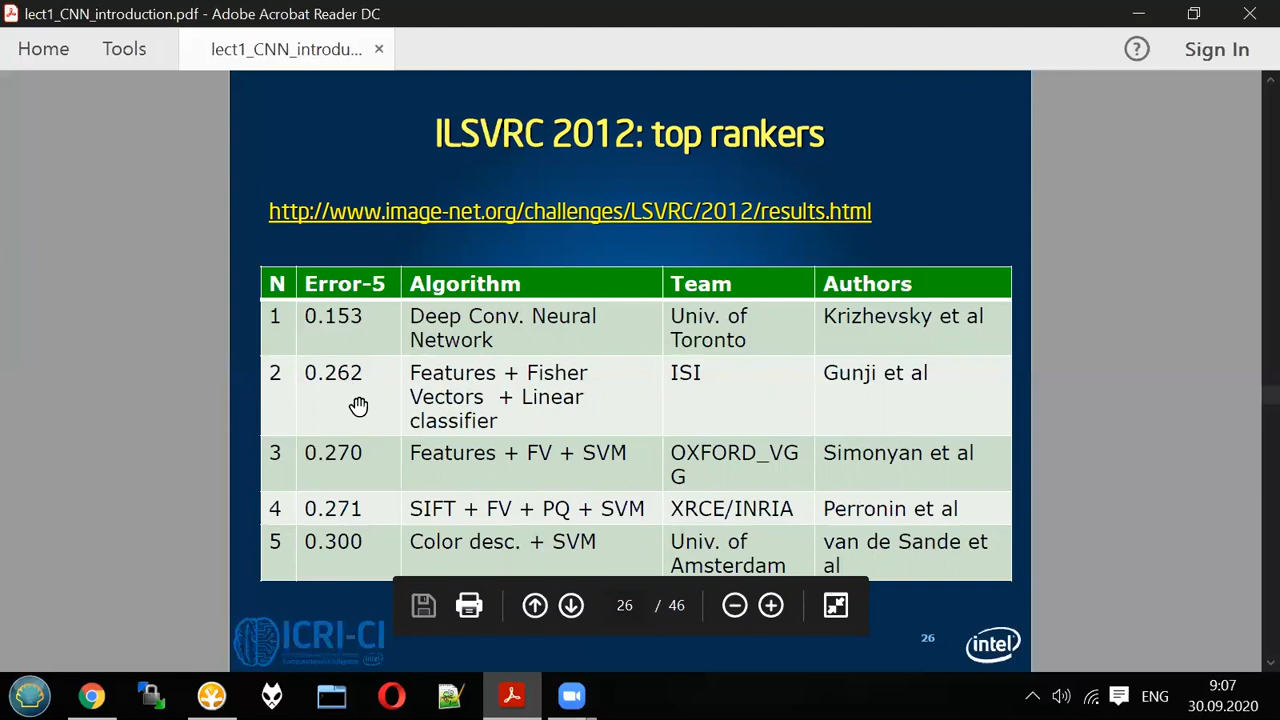 lect1_CNN_introduction.pdf - Adobe Acrobat Reader DC
Home Tools lect1_CNN_introdu... Sign In
ILSVRC 2012: top rankers
http://www.image-net.org/challenges/LSVRC/2012/results.html
N Error-5 Algorithm Team Authors
1 0.153 Deep Conv. Neural Univ. of Krizhevsky et al
Network Toronto
2 0.262 Features + Fisher ISI Gunji et al
Vectors + Linear
classifier
3 0.270 Features + FV + SVM OXFORD_VG Simonyan et al
G
4 0.271 SIFT + FV + PQ + SVM XRCE/INRIA Perronin et al
5 0.300 Color desc. + SVM Univ. of van de Sande et
Amsterdam al
26 / 46
ICRI-CI 26 intel
ENG 9:07
30.09.2020